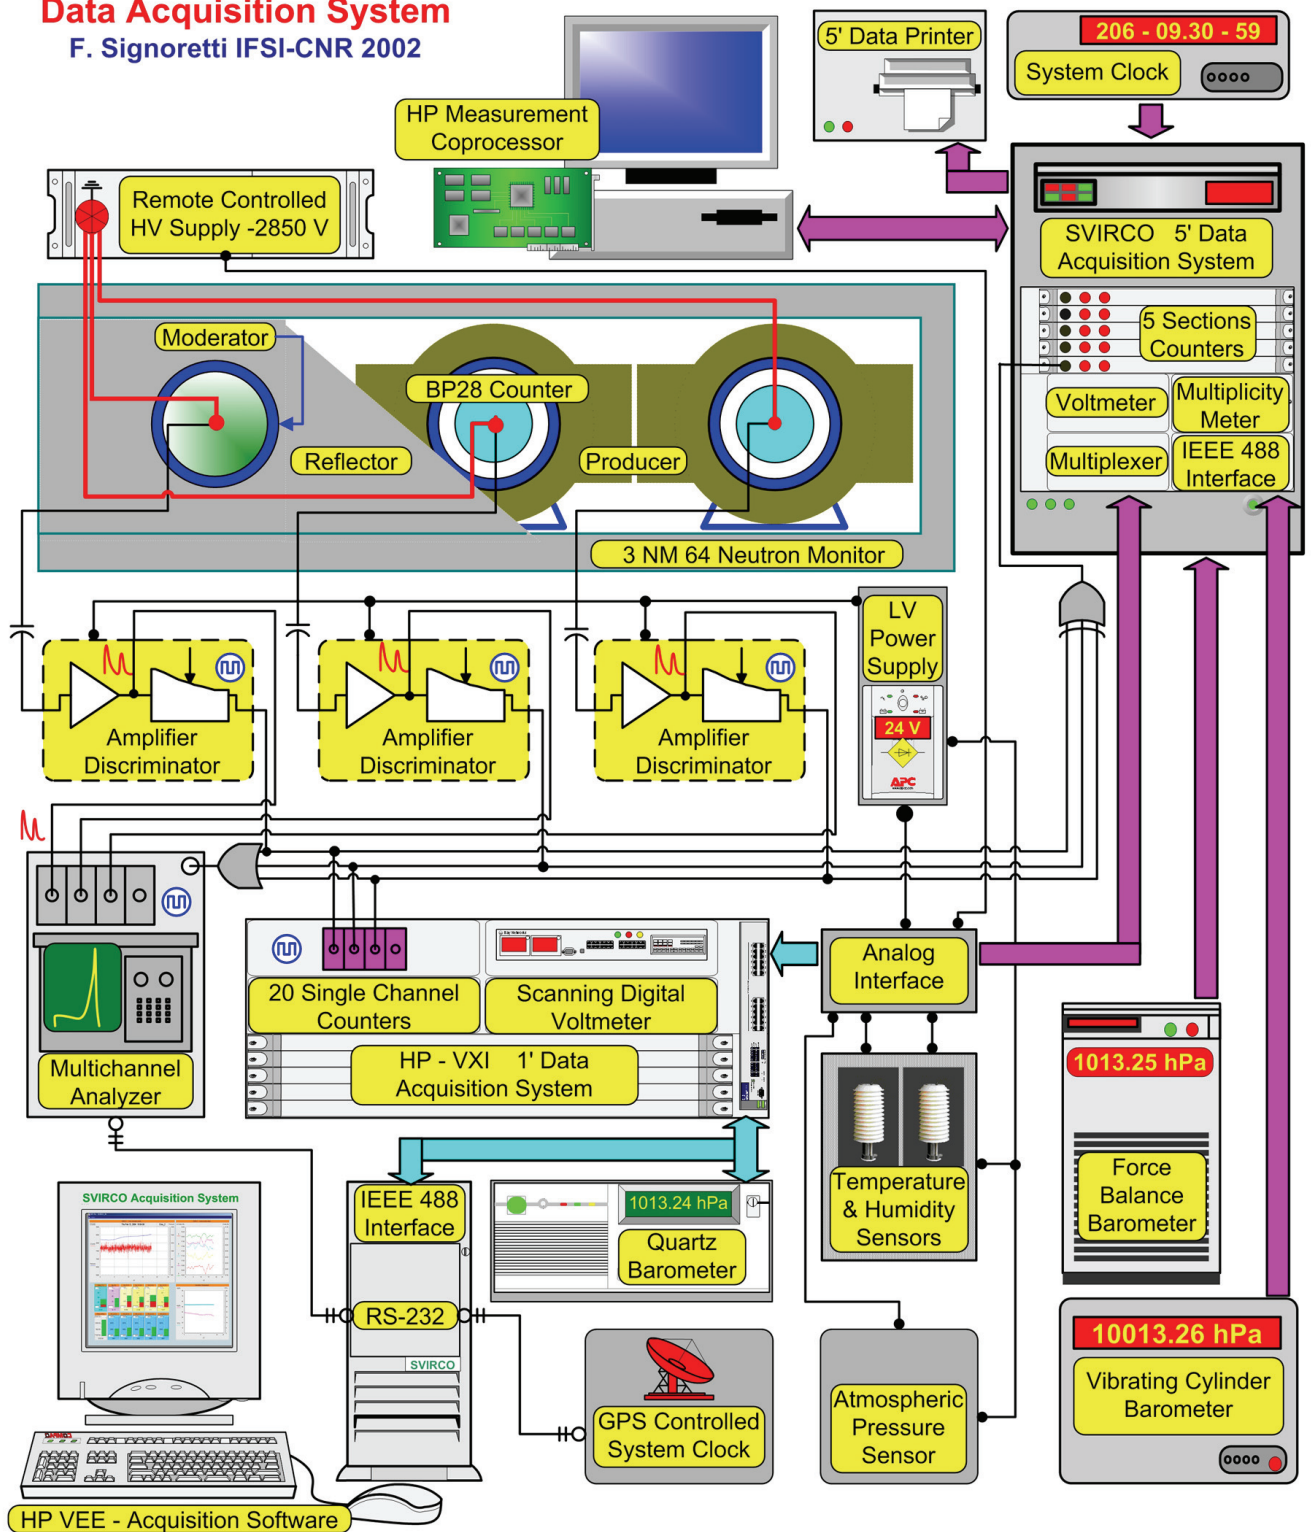 Data Acquisition System
F. Signoretti IFSI-CNR 2002
5' Data Printer
206 - 09.30 - 59
System Clock
HP Measurement
Coprocessor
Remote Controlled
HV Supply -2850 V
SVIRCO 5' Data
Acquisition System
5 Sections
Counters
Voltmeter
Multiplicity
Meter
Multiplexer
IEEE 488
Interface
Moderator
BP28 Counter
Reflector
Producer
3 NM 64 Neutron Monitor
LV
Power
Supply
24 V
APC
Amplifier
Discriminator
Amplifier
Discriminator
Amplifier
Discriminator
Analog
Interface
20 Single Channel
Counters
Scanning Digital
Voltmeter
HP - VXI 1' Data
Acquisition System
Multichannel
Analyzer
1013.25 hPa
Force
Balance
Barometer
Temperature
& Humidity
Sensors
IEEE 488
Interface
1013.24 hPa
Quartz
Barometer
SVIRCO Acquisition System
RS-232
SVIRCO
GPS Controlled
System Clock
Atmospheric
Pressure
Sensor
10013.26 hPa
Vibrating Cylinder
Barometer
HP VEE - Acquisition Software